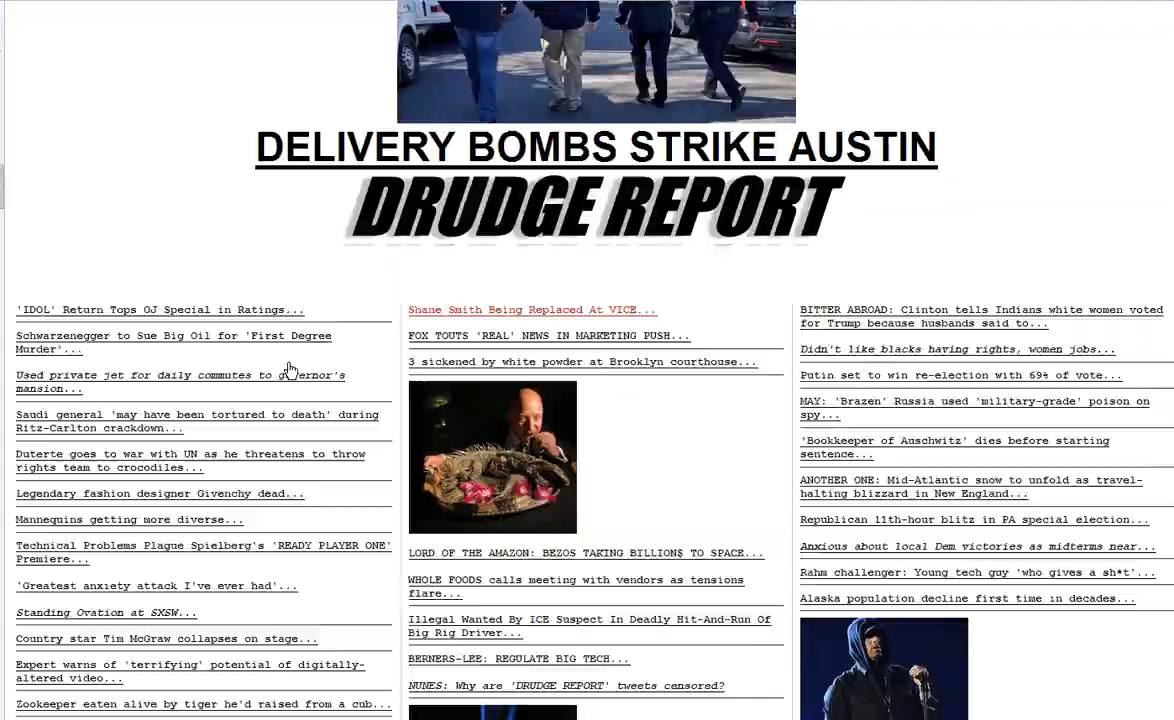 DELIVERY BOMBS STRIKE AUSTIN
DRUDGE REPORT
'IDOL' Return Tops OJ Special in Ratings...
Schwarzenegger to Sue Big Oil for 'First Degree
Murder'...
Used private jet for daily commutes to governor's
mansion...
Saudi general 'may have been tortured to death' during
Ritz-Carlton crackdown...
Duterte goes to war with UN as he threatens to throw
rights team to crocodiles...
Legendary fashion designer Givenchy dead...
Mannequins getting more diverse...
Technical Problems Plague Spielberg's 'READY PLAYER ONE'
Premiere...
'Greatest anxiety attack I've ever had'...
Standing Ovation at SXSW...
Country star Tim McGraw collapses on stage...
Expert warns of 'terrifying' potential of digitally-
altered video...
Zookeeper eaten alive by tiger he'd raised from a cub...
Shane Smith Being Replaced At VICE...
FOX TOUTS 'REAL' NEWS IN MARKETING PUSH...
3 sickened by white powder at Brooklyn courthouse...
LORD OF THE AMAZON: BEZOS TAKING BILLION$ TO SPACE...
WHOLE FOODS calls meeting with vendors as tensions
flare...
Illegal Wanted By ICE Suspect In Deadly Hit-And-Run Of
Big Rig Driver...
BERNERS-LEE: REGULATE BIG TECH...
NUNES: Why are 'DRUDGE REPORT' tweets censored?
BITTER ABROAD: Clinton tells Indians white women voted
for Trump because husbands said to...
Didn't like blacks having rights, women jobs...
Putin set to win re-election with 69% of vote...
MAY: 'Brazen' Russia used 'military-grade' poison on
spy...
'Bookkeeper of Auschwitz' dies before starting
sentence...
ANOTHER ONE: Mid-Atlantic snow to unfold as travel-
halting blizzard in New England...
Republican 11th-hour blitz in PA special election...
Anxious about local Dem victories as midterms near...
Rahm challenger: Young tech guy 'who gives a sh*t'...
Alaska population decline first time in decades...